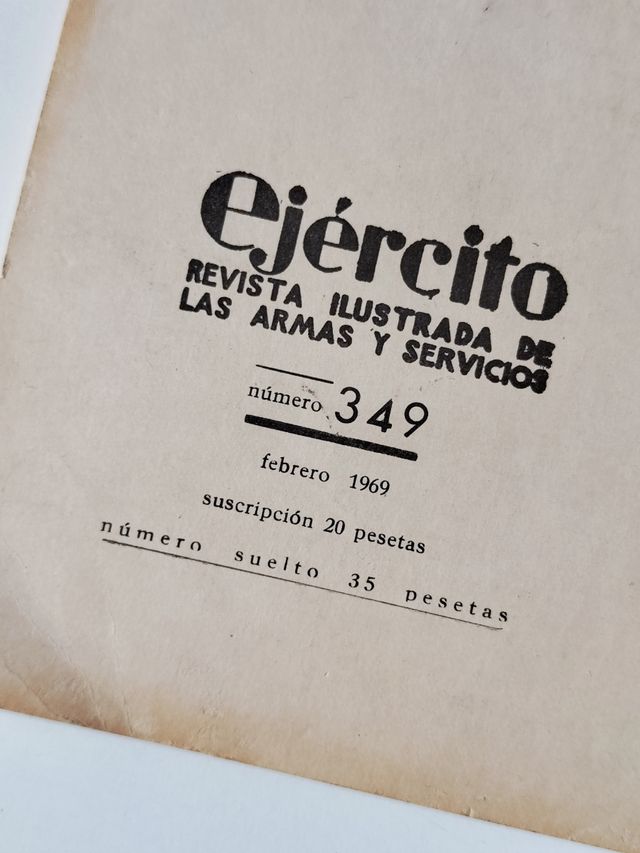 ejército
REVISTA ILUSTRADA DE
LAS ARMAS Y SERVICIOS
número 349
febrero 1969
suscripción 20 pesetas
número suelto 35 pesetas